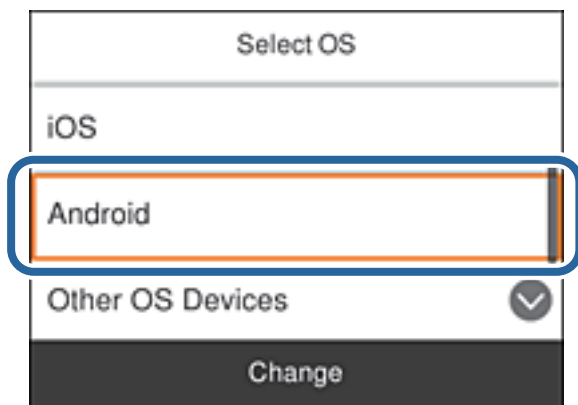 Select OS
iOS
Android
Other OS Devices
Change